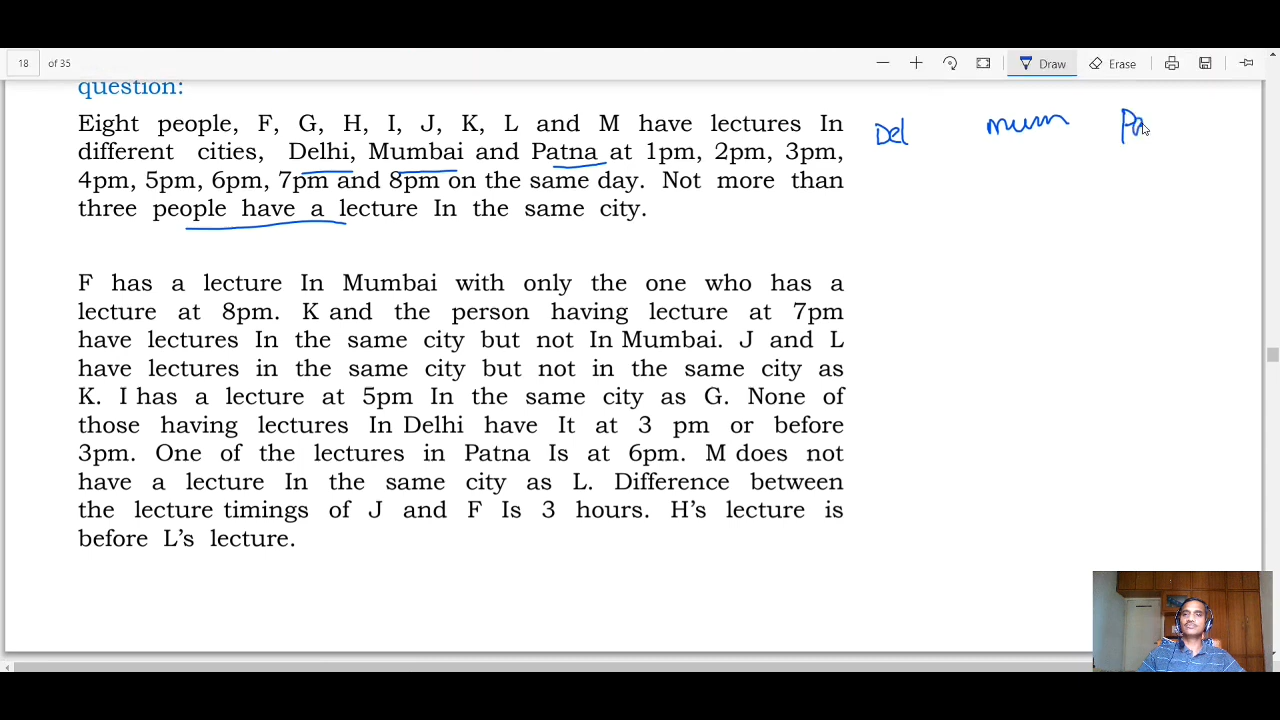 18 of 35
Draw
Erase
question:
Eight people, F, G, H, I, J, K, L and M have lectures In
different cities, Delhi, Mumbai and Patna at 1pm, 2pm, 3pm,
4pm, 5pm, 6pm, 7pm and 8pm on the same day. Not more than
three people have a lecture In the same city.
Del mum Pa
F has a lecture In Mumbai with only the one who has a
lecture at 8pm. K and the person having lecture at 7pm
have lectures In the same city but not In Mumbai. J and L
have lectures in the same city but not in the same city as
K. I has a lecture at 5pm In the same city as G. None of
those having lectures In Delhi have It at 3 pm or before
3pm. One of the lectures in Patna Is at 6pm. M does not
have a lecture In the same city as L. Difference between
the lecture timings of J and F Is 3 hours. H's lecture is
before L's lecture.